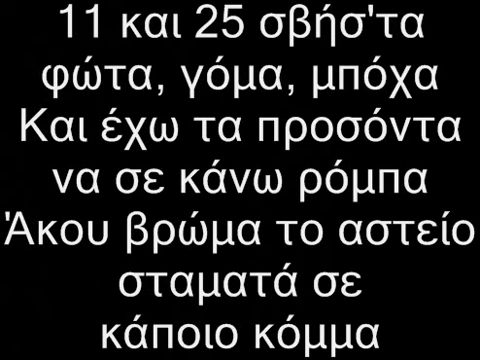 11 και 25 σβήσ'τα
φώτα, γόμα, μπόχα
Και έχω τα προσόντα
να σε κάνω ρόμπα
Άκου βρώμα το αστείο
σταματά σε
κάποιο κόμμα